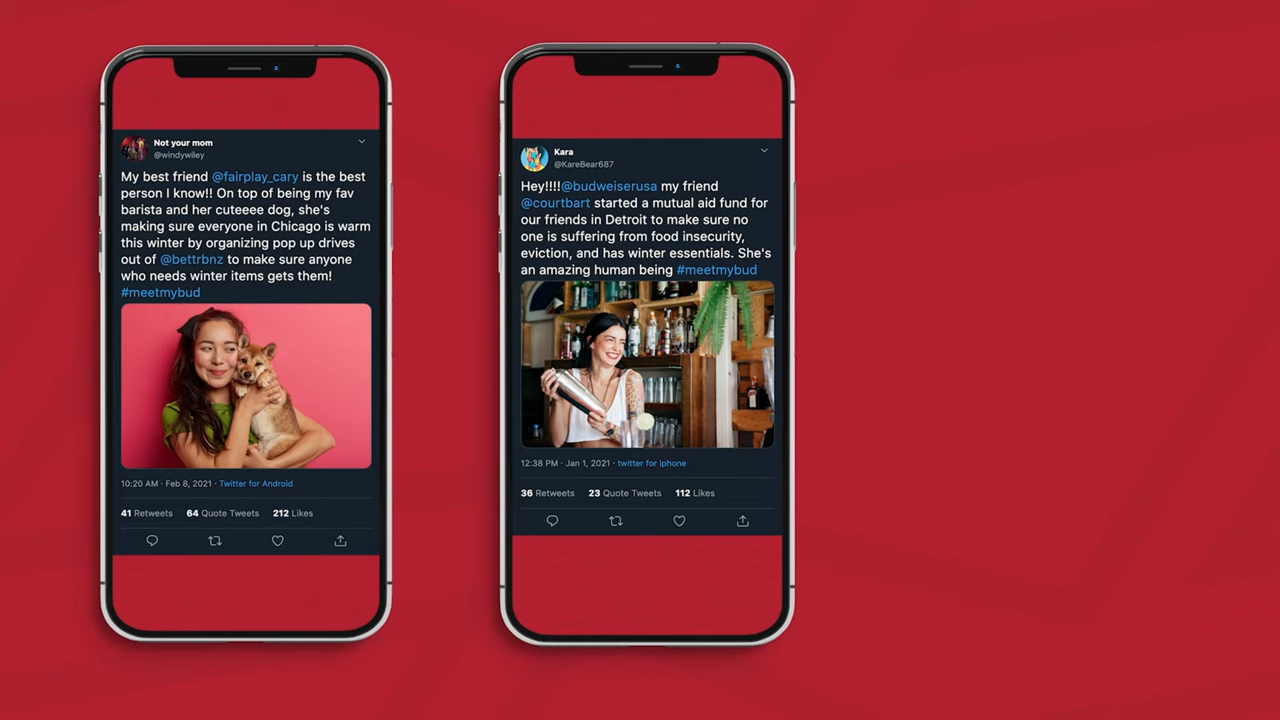 Not your mom
@windywiley
My best friend @fairplay_cary is the best
person I know!! On top of being my fav
barista and her cuteeee dog, she's
making sure everyone in Chicago is warm
this winter by organizing pop up drives
out of @bettrbnz to make sure anyone
who needs winter items gets them!
#meetmybud
10:20 AM · Feb 8, 2021 · Twitter for Android
41 Retweets 64 Quote Tweets 212 Likes
Kara
@KareBear687
Hey!!!!@budweiserusa my friend
@courtbart started a mutual aid fund for
our friends in Detroit to make sure no
one is suffering from food insecurity,
eviction, and has winter essentials. She's
an amazing human being #meetmybud
12:38 PM · Jan 1, 2021 · twitter for iphone
36 Retweets 23 Quote Tweets 112 Likes